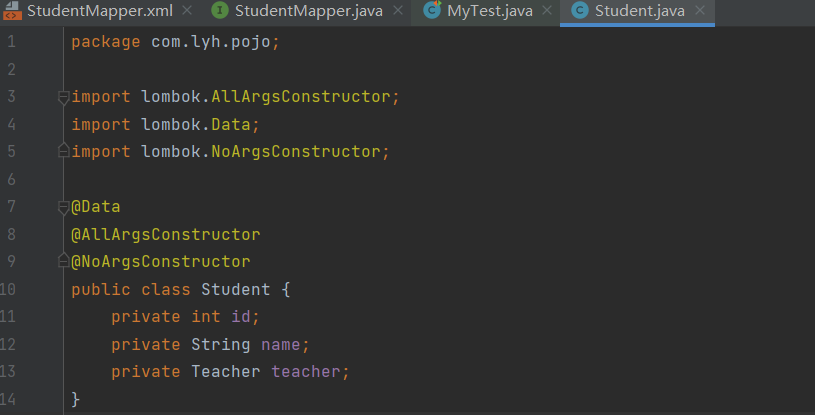 StudentMapper.xml StudentMapper.java MyTest.java Student.java
1 package com.lyh.pojo;
2
3 import lombok.AllArgsConstructor;
4 import lombok.Data;
5 import lombok.NoArgsConstructor;
6
7 @Data
8 @AllArgsConstructor
9 @NoArgsConstructor
10 public class Student {
11     private int id;
12     private String name;
13     private Teacher teacher;
14 }